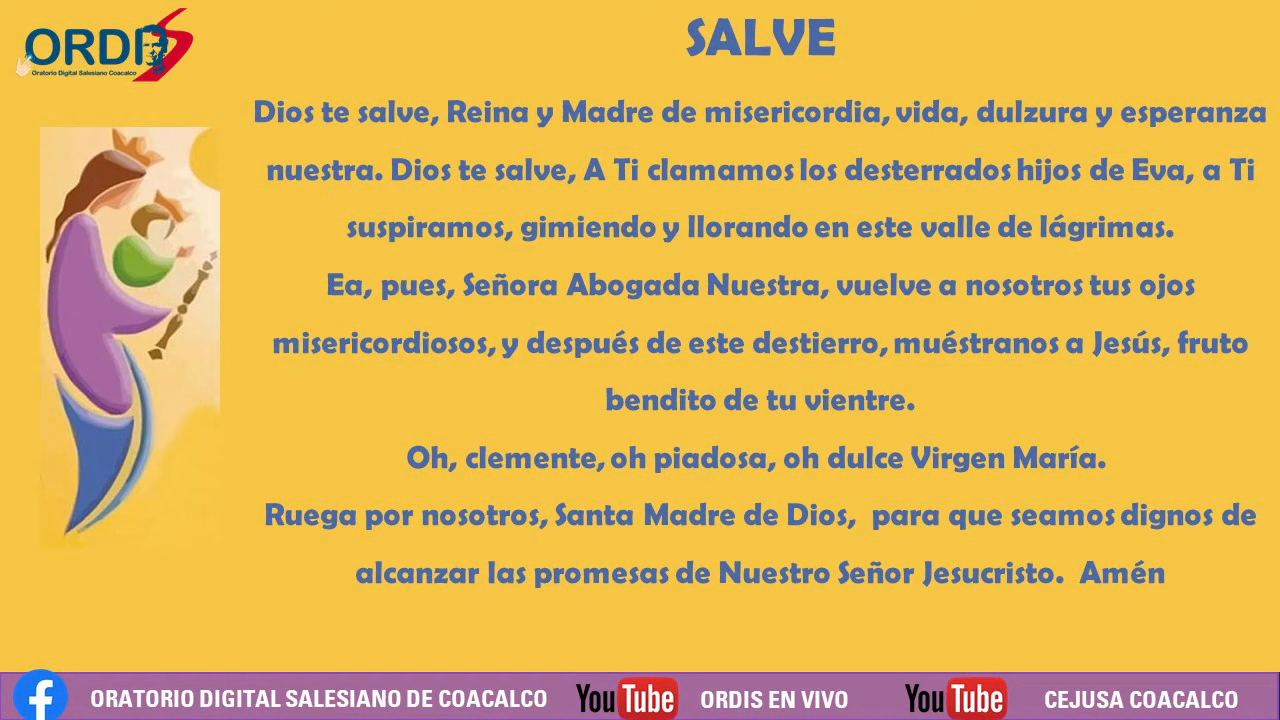 ORDIS
Oratorio Digital Salesiano Coacalco
SALVE
Dios te salve, Reina y Madre de misericordia, vida, dulzura y esperanza
nuestra. Dios te salve, A Ti clamamos los desterrados hijos de Eva, a Ti
suspiramos, gimiendo y llorando en este valle de lágrimas.
Ea, pues, Señora Abogada Nuestra, vuelve a nosotros tus ojos
misericordiosos, y después de este destierro, muéstranos a Jesús, fruto
bendito de tu vientre.
Oh, clemente, oh piadosa, oh dulce Virgen María.
Ruega por nosotros, Santa Madre de Dios,  para que seamos dignos de
alcanzar las promesas de Nuestro Señor Jesucristo.  Amén
f ORATORIO DIGITAL SALESIANO DE COACALCO YouTube ORDIS EN VIVO YouTube CEJUSA COACALCO